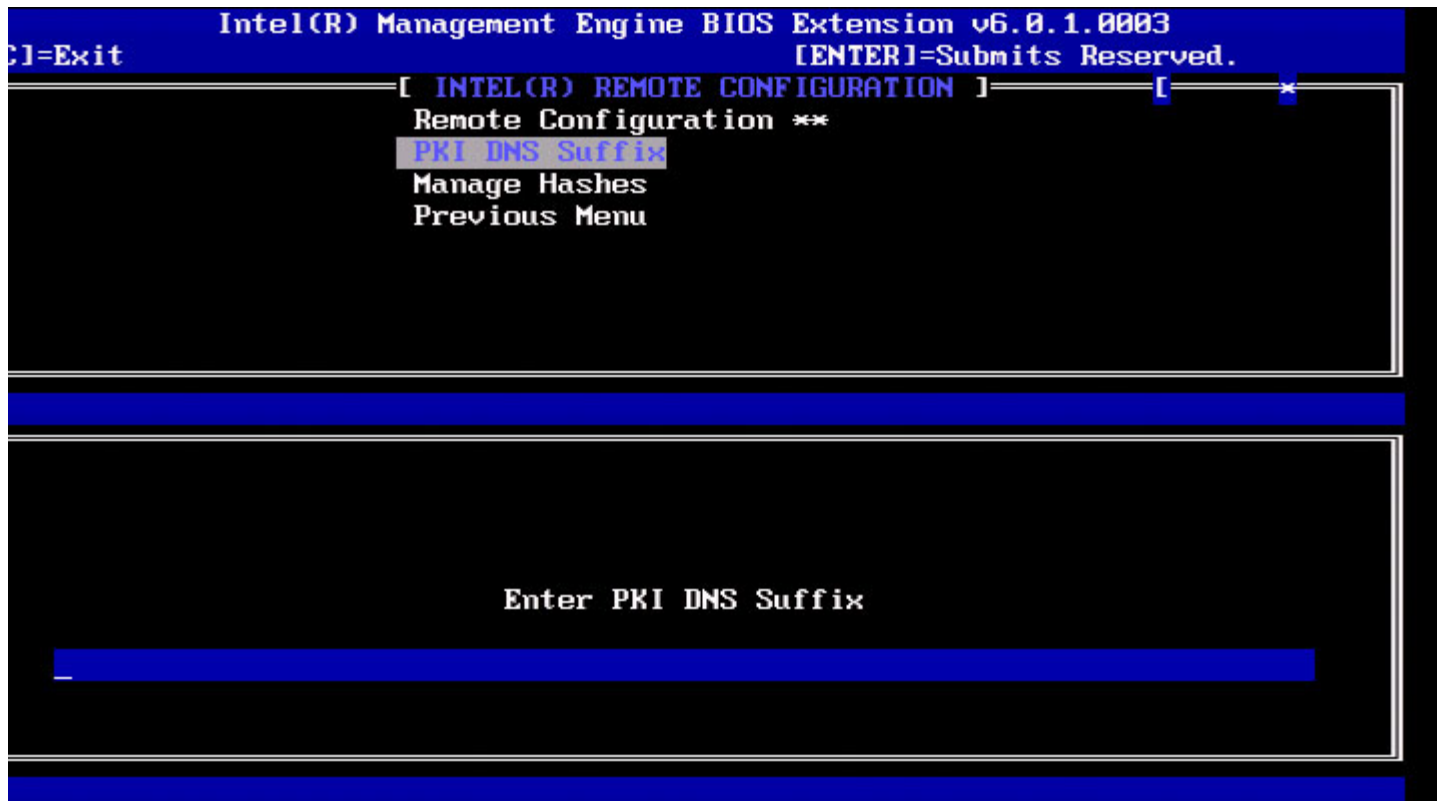 Intel(R) Management Engine BIOS Extension v6.0.1.0003
C]=Exit [ENTER]=Submits Reserved.
[ INTEL(R) REMOTE CONFIGURATION ] [ *
Remote Configuration **
PKI DNS Suffix
Manage Hashes
Previous Menu
Enter PKI DNS Suffix
_